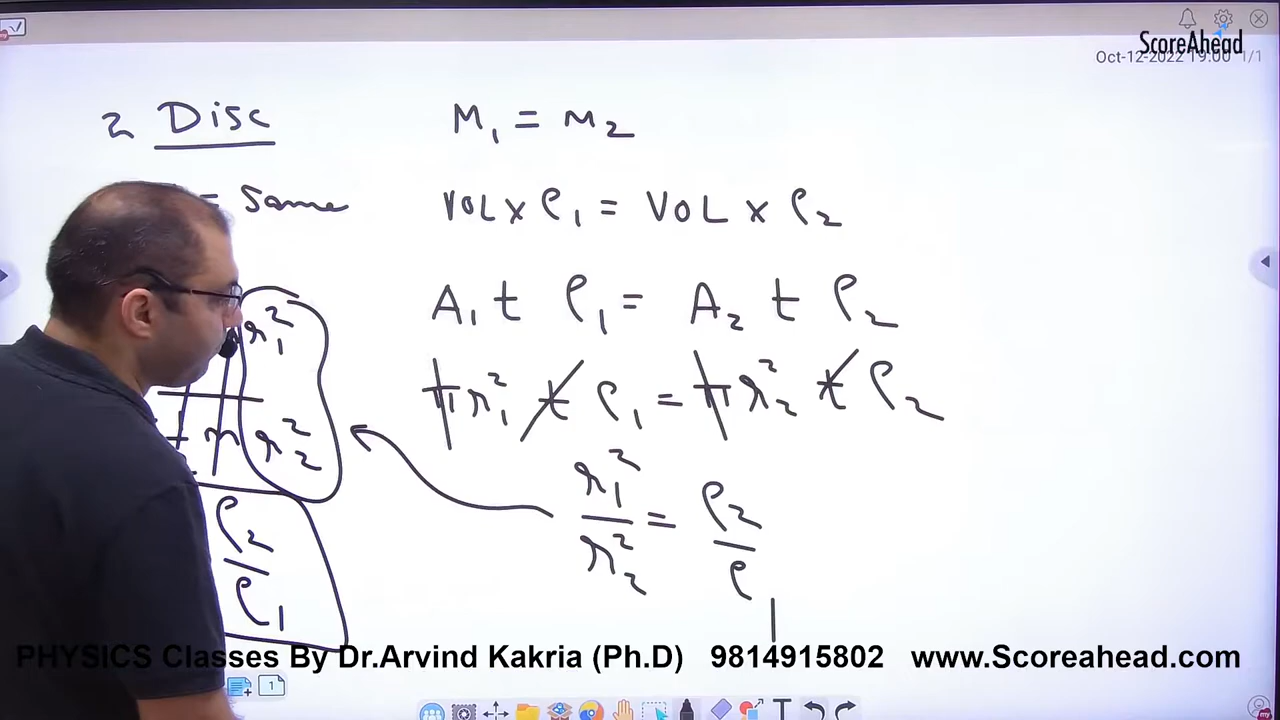 ScoreAhead
Oct-12-2022 19:00 1/1
2 Disc
= Same
r₁²
r₂²
ρ₂
ρ₁
M₁ = M₂
VOL x ρ₁ = VOL x ρ₂
A₁ t ρ₁ = A₂ t ρ₂
πr₁² t ρ₁ = πr₂² t ρ₂
r₁² / r₂² = ρ₂ / ρ₁
PHYSICS Classes By Dr.Arvind Kakria (Ph.D) 9814915802 www.Scoreahead.com
1